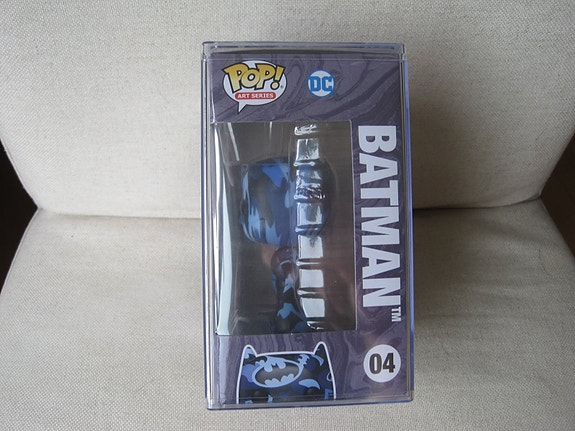 POP!
ART SERIES
DC
BATMAN™
04